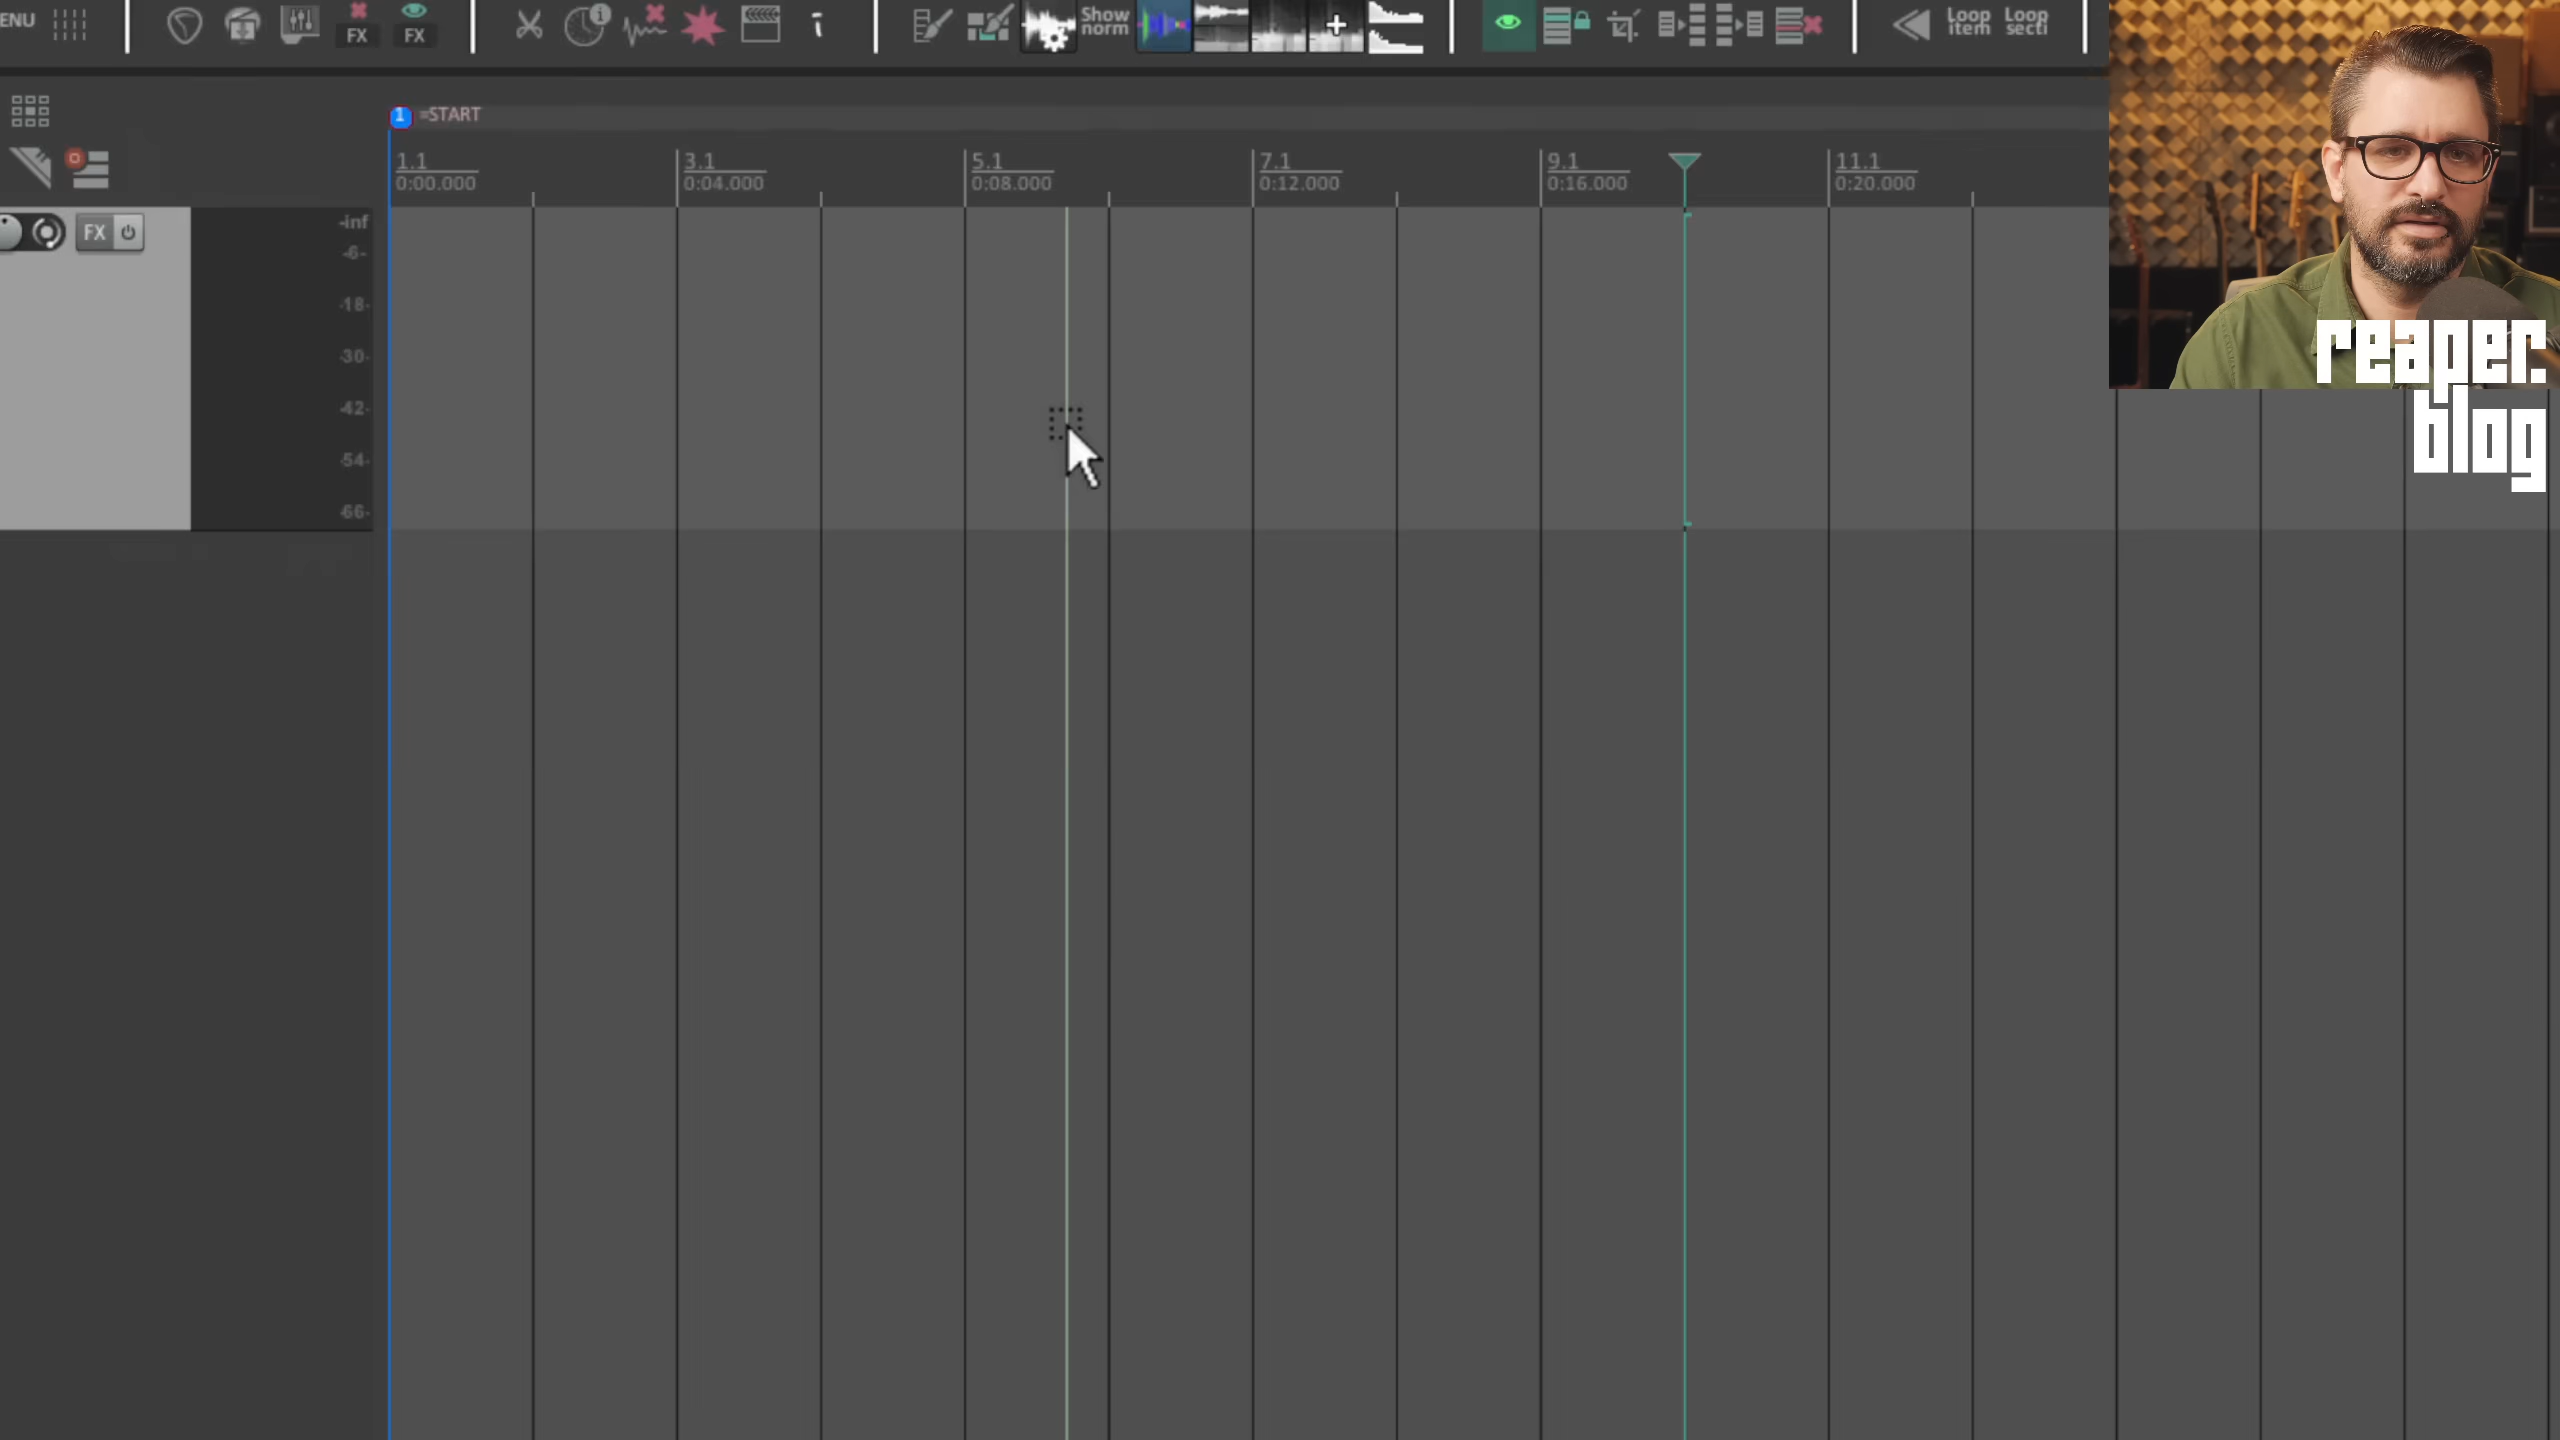 ENU
FX
FX
i
Show
norm
Loop
item
Loop
secti
1 =START
1.1
0:00.000
3.1
0:04.000
5.1
0:08.000
7.1
0:12.000
9.1
0:16.000
11.1
0:20.000
FX
-inf
-6-
-18-
-30-
-42-
-54-
-66-
reaper.
blog